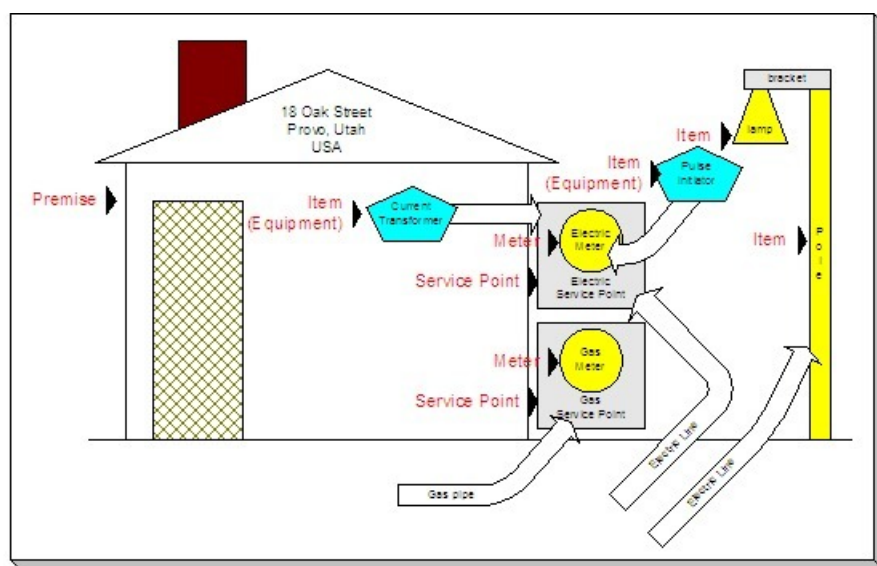 bracket
18 Oak Street
Provo, Utah
USA
Item
lamp
Item
(Equipment)
Pulse
Initiator
Premise
Item
(Equipment)
Current
Transformer
Meter
Electric
Meter
Item
Pole
Service Point
Electric
Service Point
Meter
Gas
Meter
Service Point
Gas
Service Point
Electric Line
Electric Line
Gas pipe